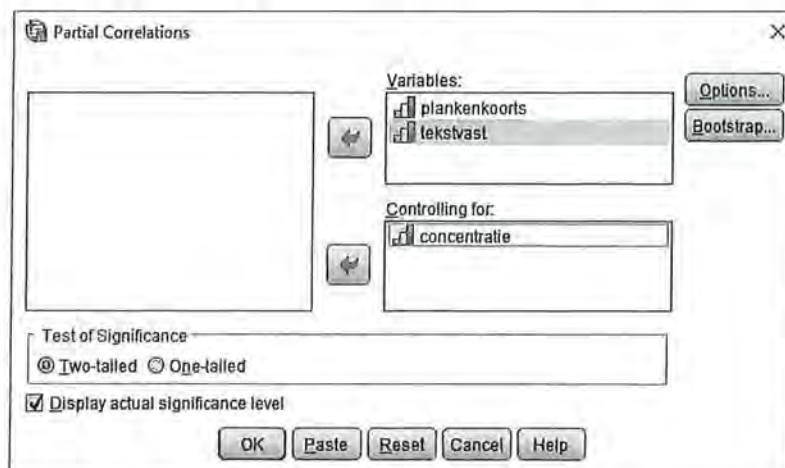 Partial Correlations
Variables:
plankenkoorts
tekstvast
Options...
Bootstrap...
Controlling for:
concentratie
Test of Significance
Two-tailed One-tailed
Display actual significance level
OK Paste Reset Cancel Help